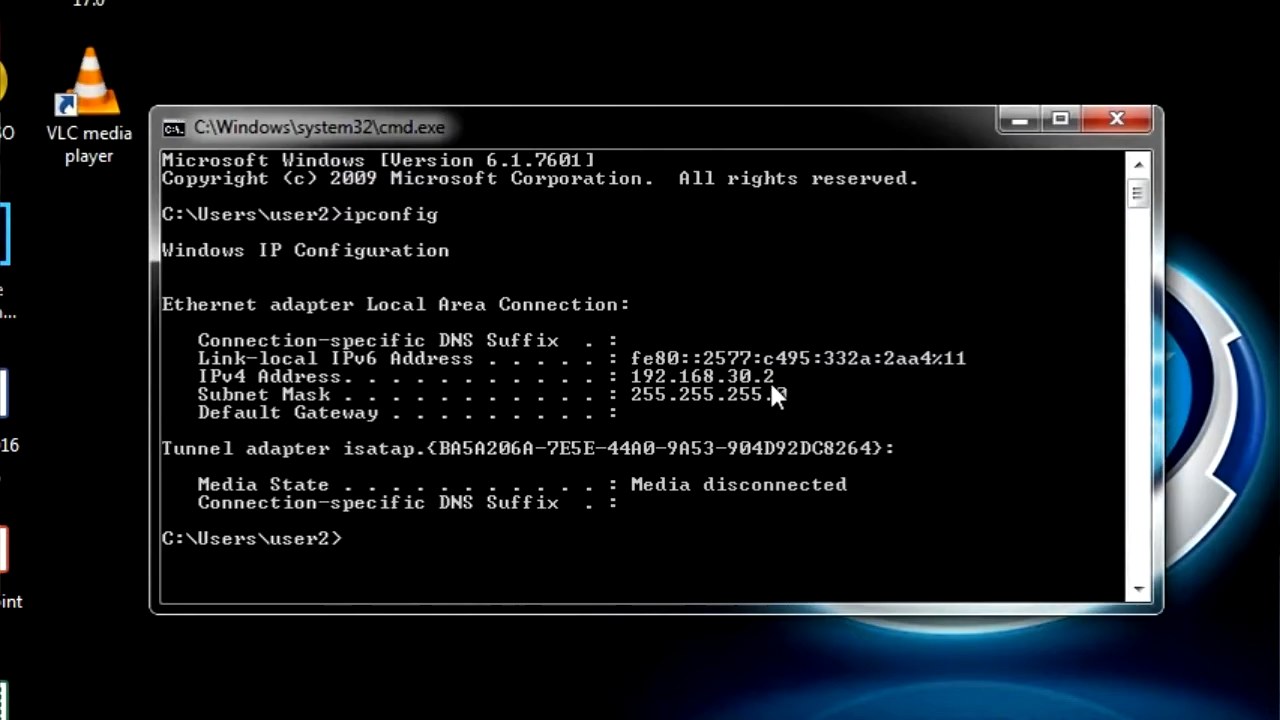 17.0
VLC media
player
C:\Windows\system32\cmd.exe
Microsoft Windows [Version 6.1.7601]
Copyright (c) 2009 Microsoft Corporation.  All rights reserved.
C:\Users\user2>ipconfig
Windows IP Configuration
Ethernet adapter Local Area Connection:
Connection-specific DNS Suffix  . :
Link-local IPv6 Address . . . . . : fe80::2577:c495:332a:2aa4%11
IPv4 Address. . . . . . . . . . . : 192.168.30.2
Subnet Mask . . . . . . . . . . . : 255.255.255.
Default Gateway . . . . . . . . . :
Tunnel adapter isatap.{BA5A206A-7E5E-44A0-9A53-904D92DC8264}:
Media State . . . . . . . . . . . : Media disconnected
Connection-specific DNS Suffix  . :
C:\Users\user2>